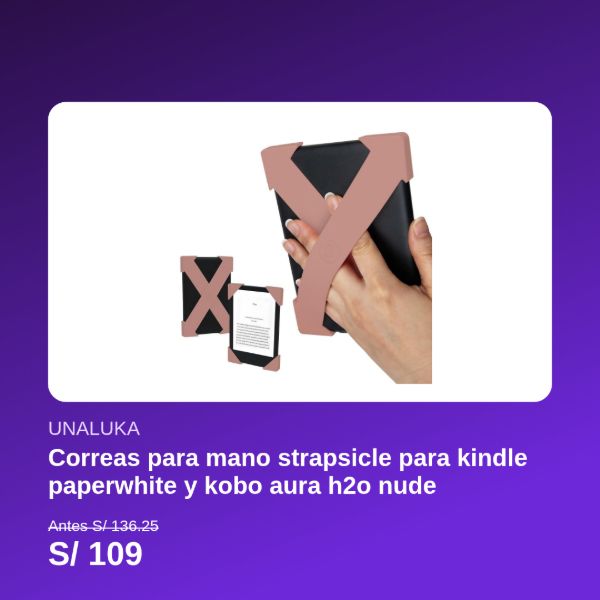 UNALUKA
Correas para mano strapsicle para kindle
paperwhite y kobo aura h2o nude
Antes S/ 136.25
S/ 109